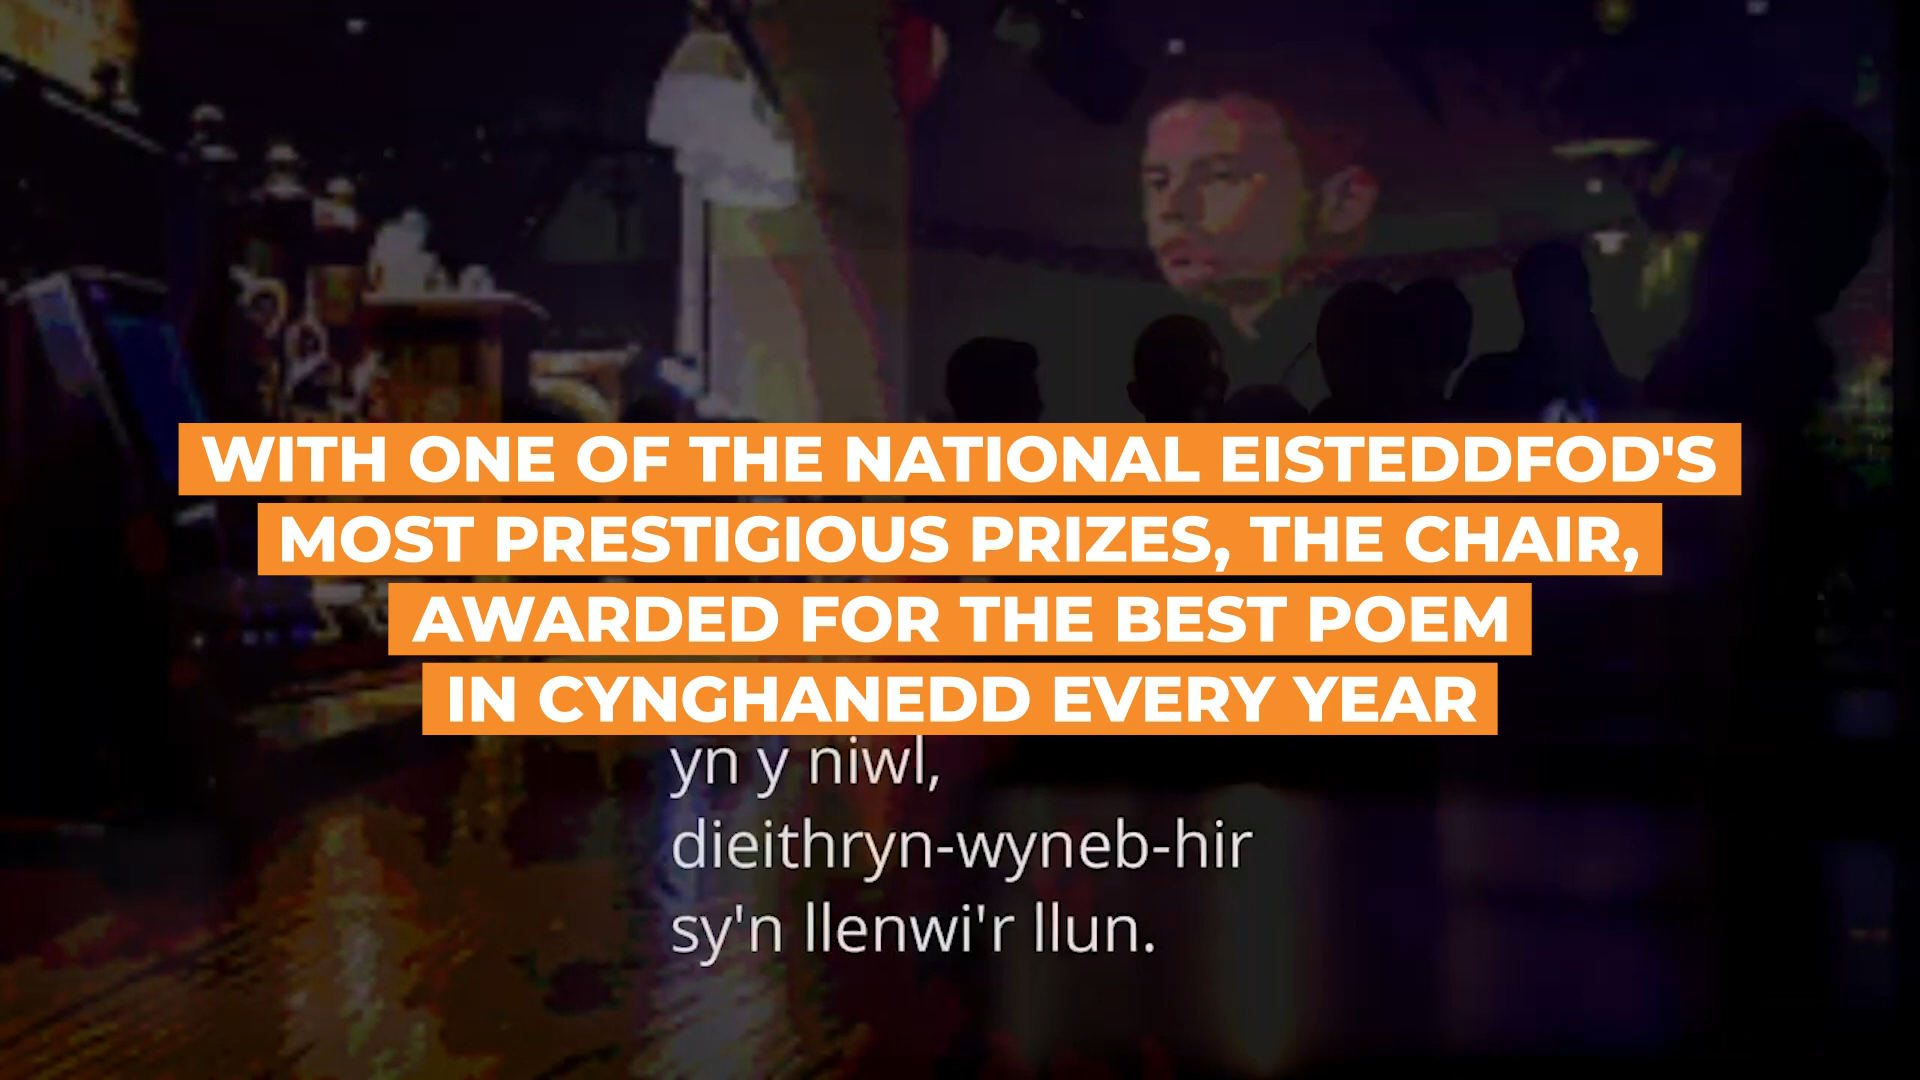 WITH ONE OF THE NATIONAL EISTEDDFOD'S
MOST PRESTIGIOUS PRIZES, THE CHAIR,
AWARDED FOR THE BEST POEM
IN CYNGHANEDD EVERY YEAR
yn y niwl,
dieithryn-wyneb-hir
sy'n llenwi'r llun.